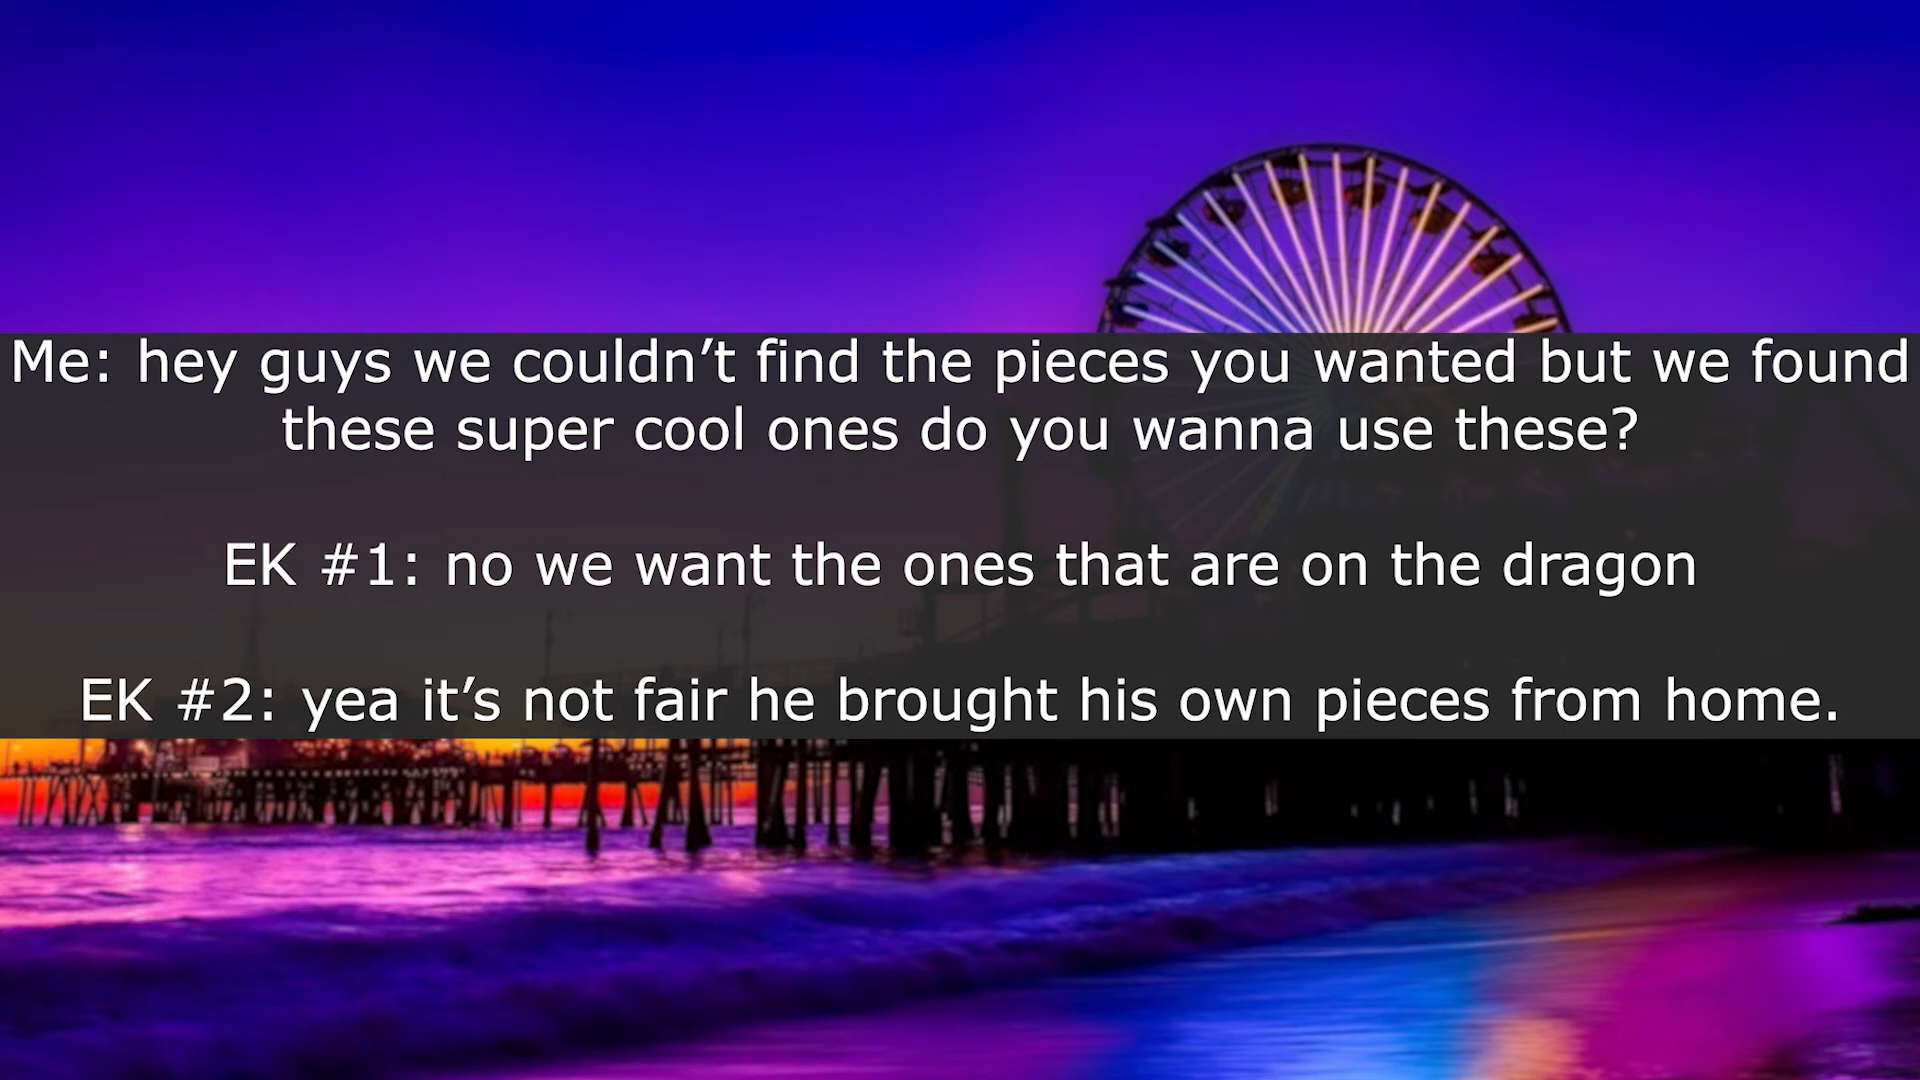 Me: hey guys we couldn’t find the pieces you wanted but we found
these super cool ones do you wanna use these?
EK #1: no we want the ones that are on the dragon
EK #2: yea it’s not fair he brought his own pieces from home.